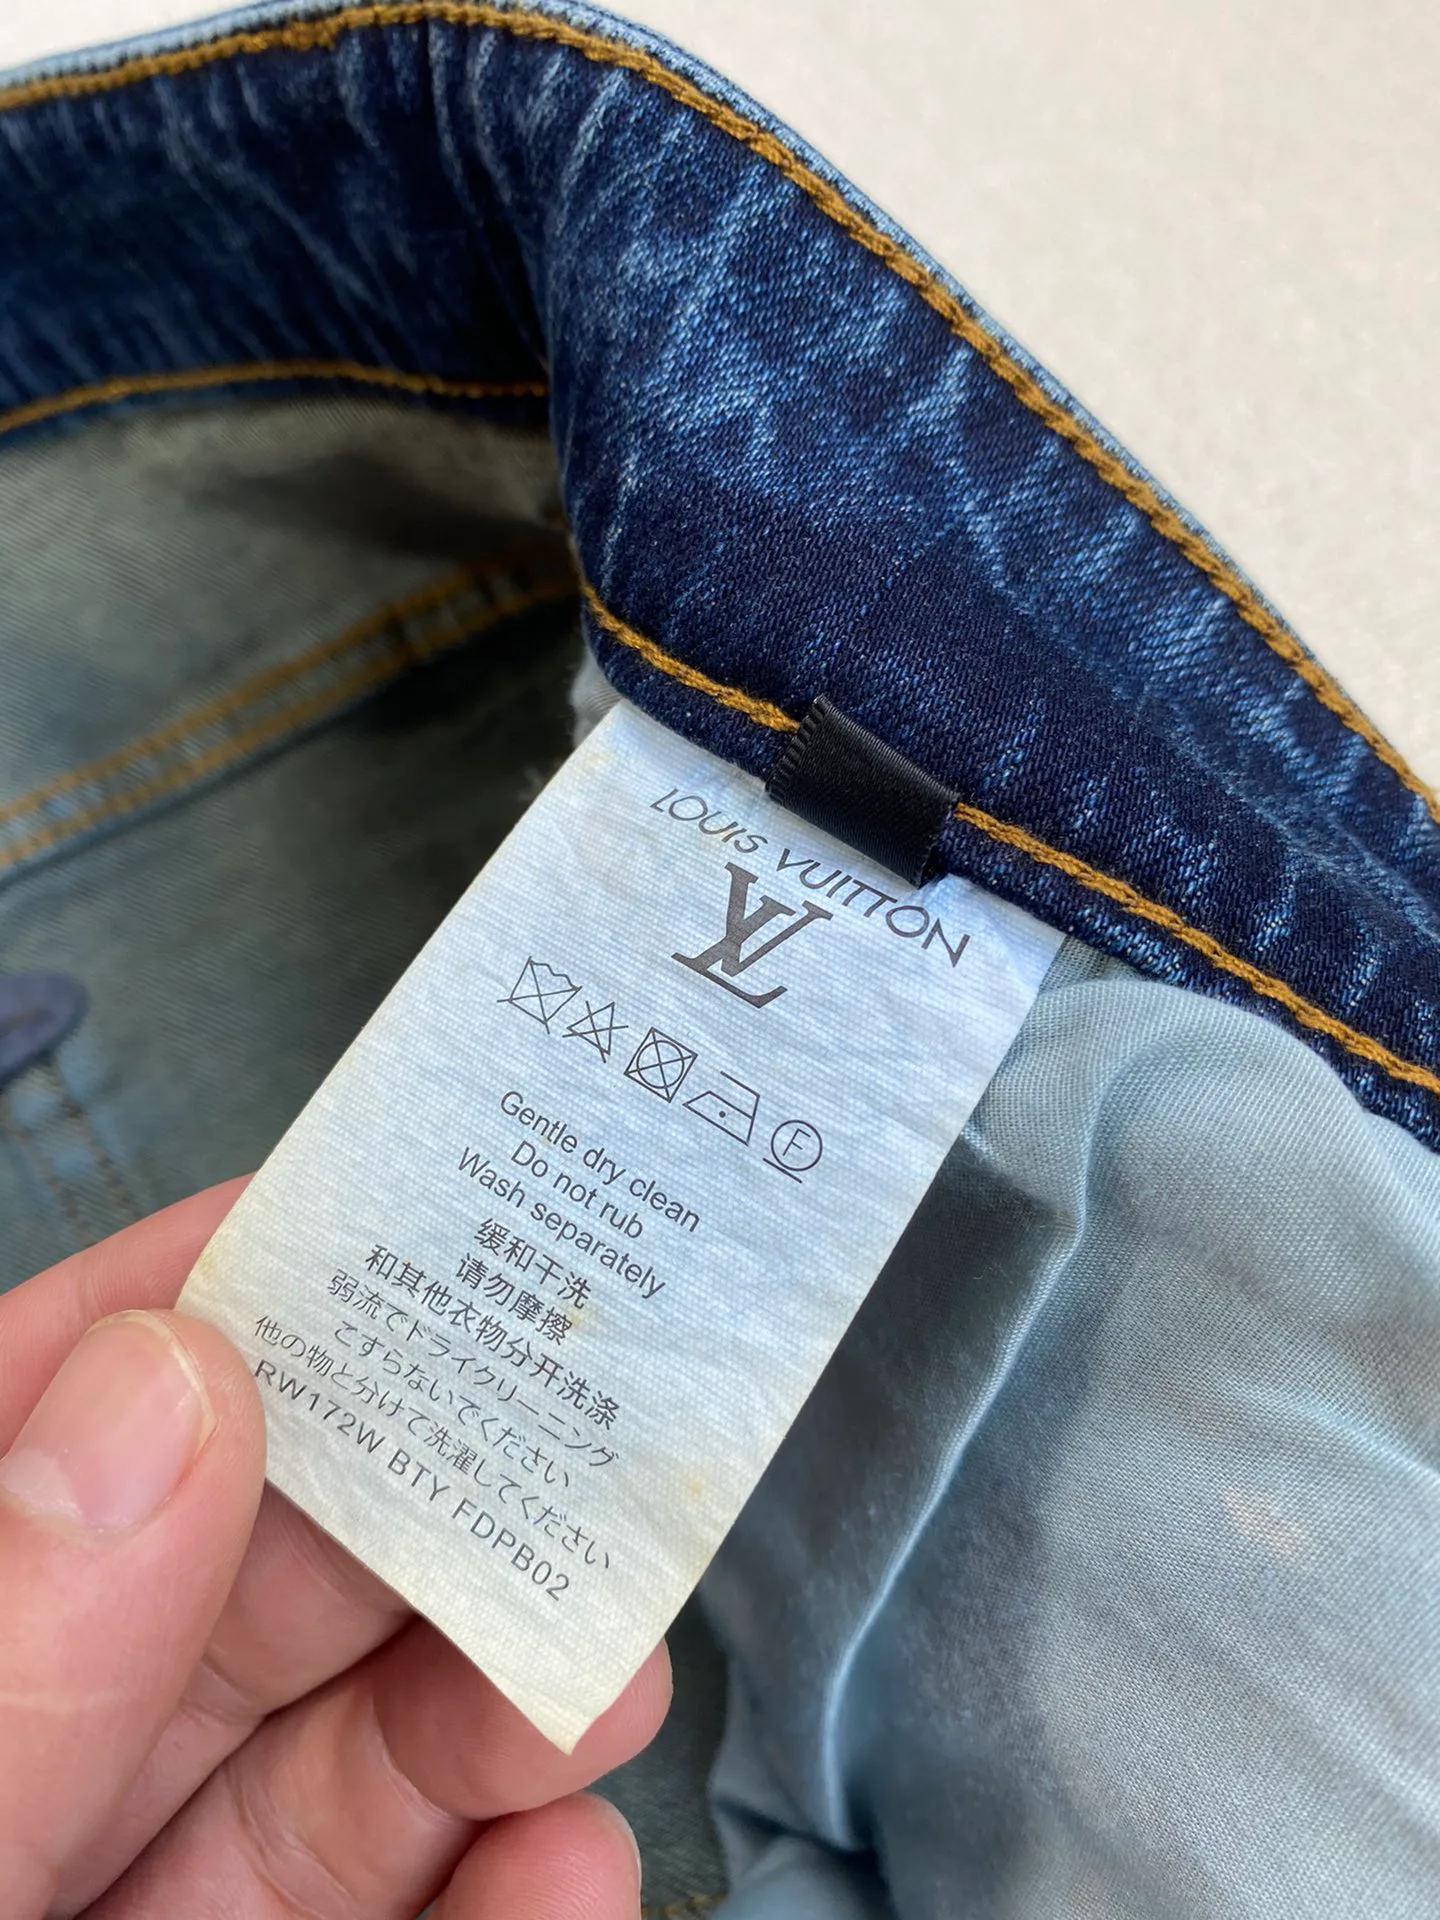 LOUIS VUITTON
LV
F
Gentle dry clean
Do not rub
Wash separately
缓和干洗
请勿摩擦
和其他衣物分开洗涤
弱流でドライクリーニング
こすらないでください
他の物と分けて洗濯してください
RW172W BTY FDPB02